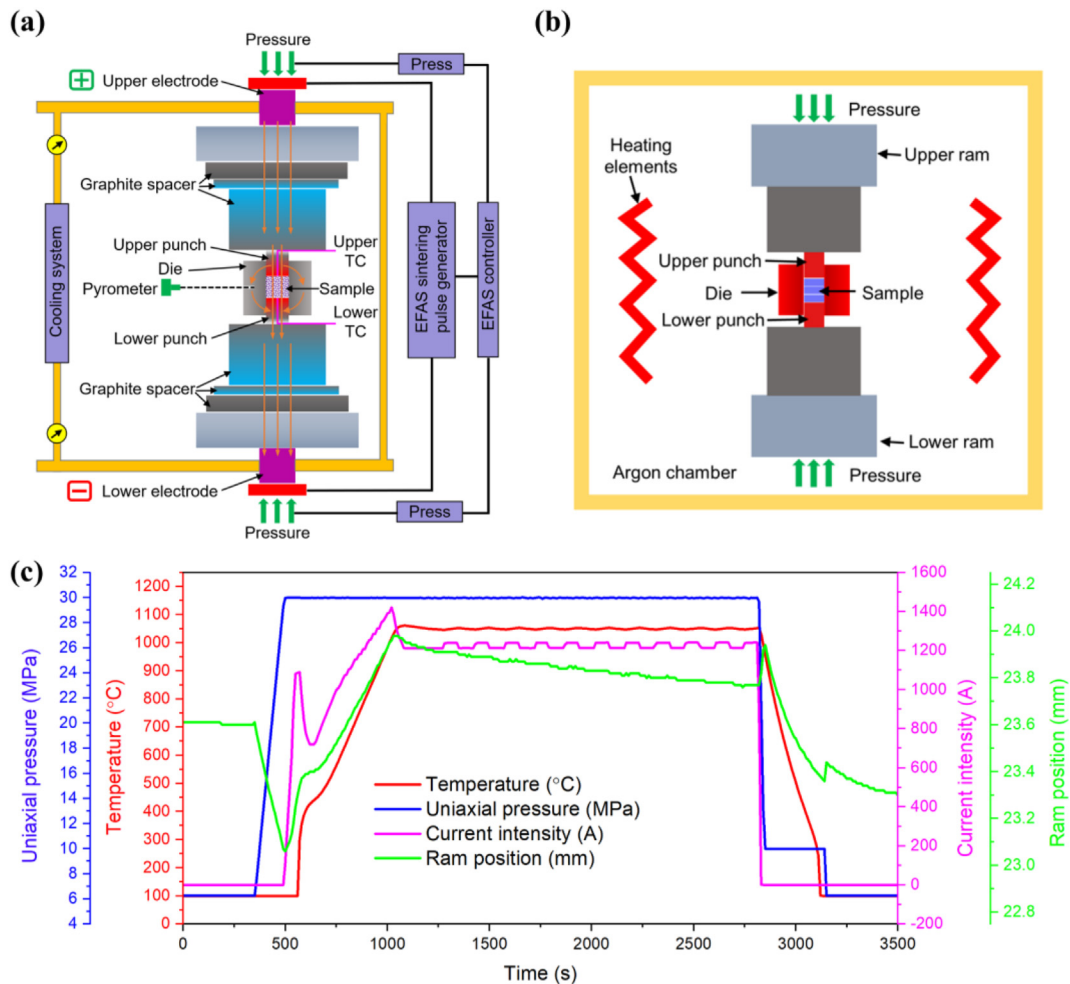 (a)
Pressure
Press
+
Upper electrode
Cooling system
Graphite spacer
Upper punch
Upper
TC
Die
Pyrometer
Sample
Lower punch
Lower
TC
Graphite spacer
EFAS sintering
pulse generator
EFAS controller
−
Lower electrode
Press
Pressure
(b)
Pressure
Heating
elements
Upper ram
Upper punch
Die
Sample
Lower punch
Lower ram
Argon chamber
Pressure
(c)
Uniaxial pressure (MPa)
32
30
28
26
24
22
20
18
16
14
12
10
8
6
4
Temperature (°C)
1200
1100
1000
900
800
700
600
500
400
300
200
100
0
Temperature (°C)
Uniaxial pressure (MPa)
Current intensity (A)
Ram position (mm)
1600
1400
1200
1000
800
600
400
200
0
-200
Current intensity (A)
24.2
24.0
23.8
23.6
23.4
23.1
23.0
22.9
22.8
Ram position (mm)
0
500
1000
1500
2000
2500
3000
3500
Time (s)